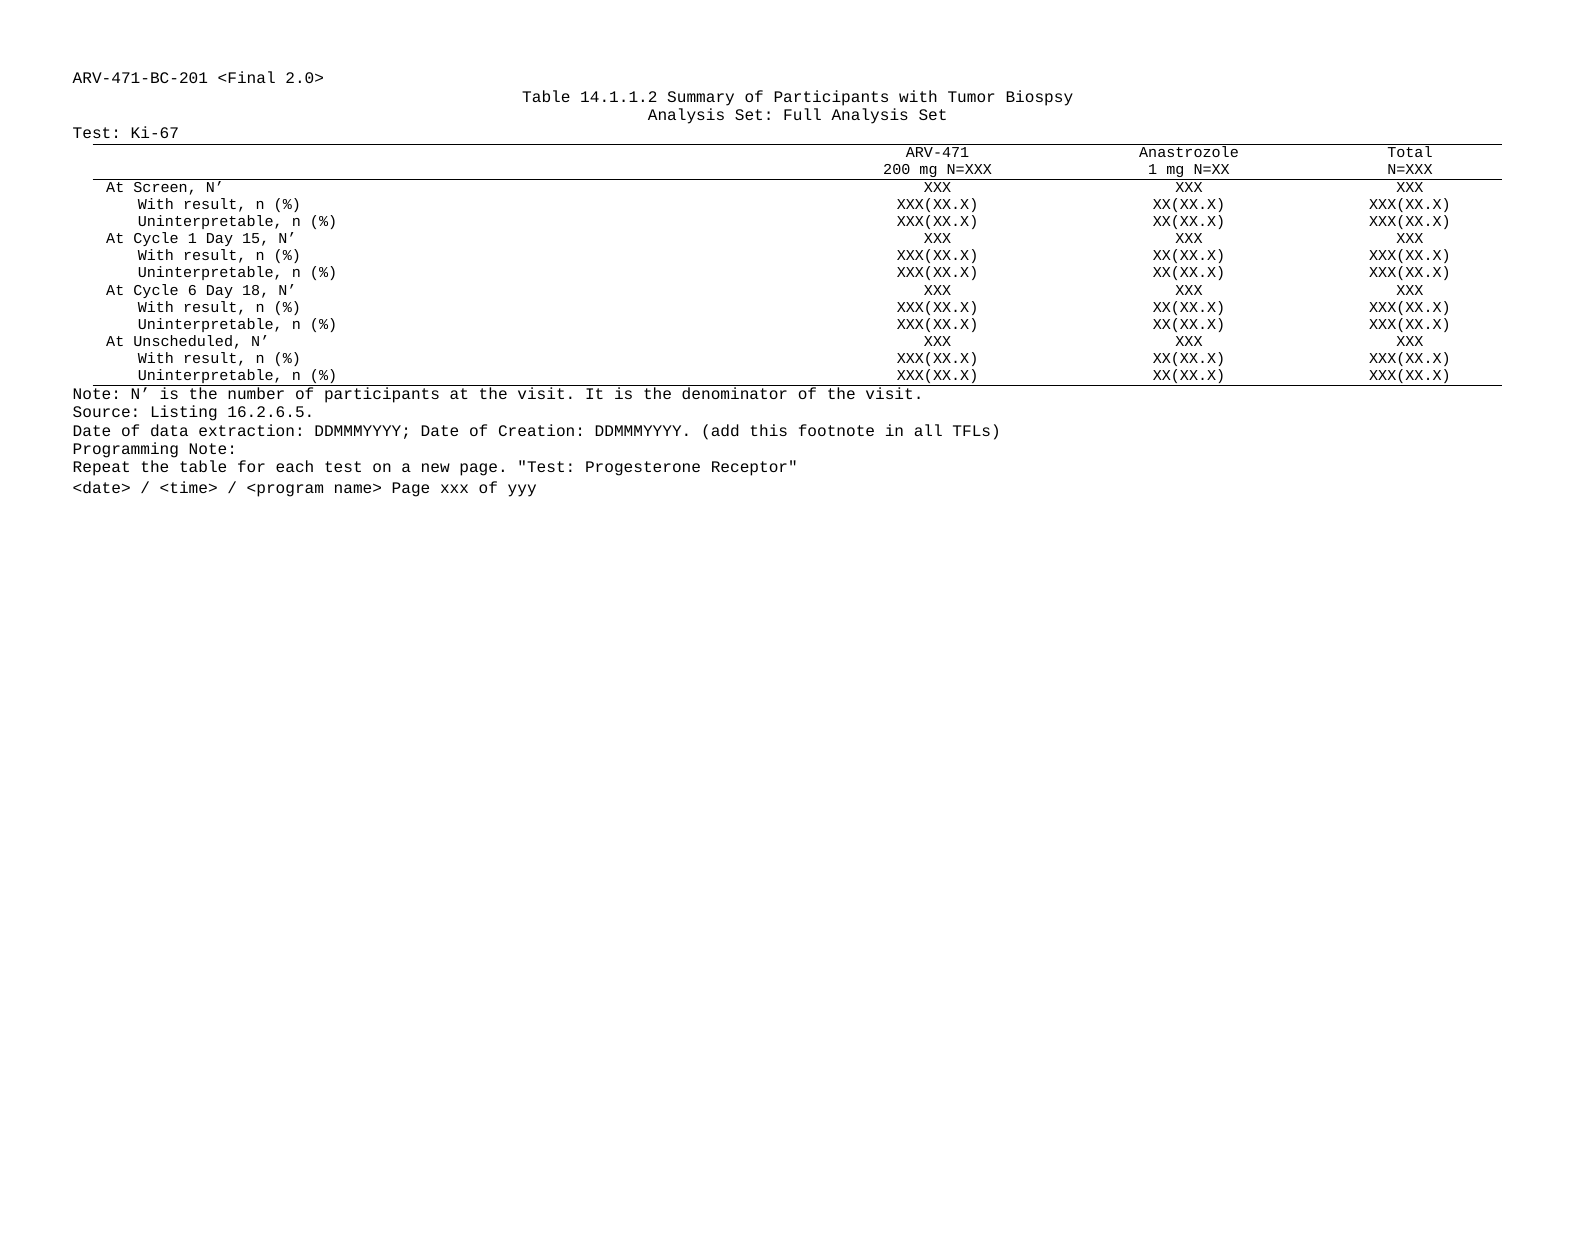 ARV-471-BC-201 <Final 2.0>
Table 14.1.1.2 Summary of Participants with Tumor Biospsy
Analysis Set: Full Analysis Set
Test: Ki-67
ARV-471 Anastrozole Total
200 mg N=XXX 1 mg N=XX N=XXX
At Screen, N’ XXX XXX XXX
With result, n (%) XXX(XX.X) XX(XX.X) XXX(XX.X)
Uninterpretable, n (%) XXX(XX.X) XX(XX.X) XXX(XX.X)
At Cycle 1 Day 15, N’ XXX XXX XXX
With result, n (%) XXX(XX.X) XX(XX.X) XXX(XX.X)
Uninterpretable, n (%) XXX(XX.X) XX(XX.X) XXX(XX.X)
At Cycle 6 Day 18, N’ XXX XXX XXX
With result, n (%) XXX(XX.X) XX(XX.X) XXX(XX.X)
Uninterpretable, n (%) XXX(XX.X) XX(XX.X) XXX(XX.X)
At Unscheduled, N’ XXX XXX XXX
With result, n (%) XXX(XX.X) XX(XX.X) XXX(XX.X)
Uninterpretable, n (%) XXX(XX.X) XX(XX.X) XXX(XX.X)
Note: N’ is the number of participants at the visit. It is the denominator of the visit.
Source: Listing 16.2.6.5.
Date of data extraction: DDMMMYYYY; Date of Creation: DDMMMYYYY. (add this footnote in all TFLs)
Programming Note:
Repeat the table for each test on a new page. "Test: Progesterone Receptor"
<date> / <time> / <program name> Page xxx of yyy